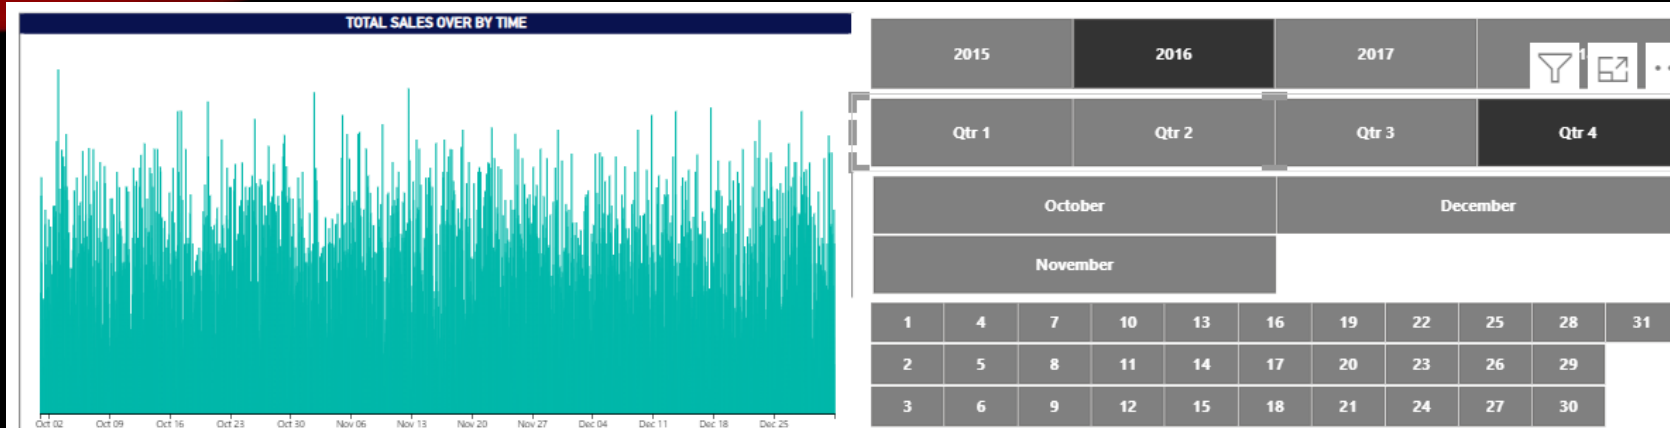 TOTAL SALES OVER BY TIME
2015 2016 2017
Qtr 1 Qtr 2 Qtr 3 Qtr 4
October December
November
1 4 7 10 13 16 19 22 25 28 31
2 5 8 11 14 17 20 23 26 29
3 6 9 12 15 18 21 24 27 30
Oct 02 Oct 09 Oct 16 Oct 23 Oct 30 Nov 06 Nov 13 Nov 20 Nov 27 Dec 04 Dec 11 Dec 18 Dec 25